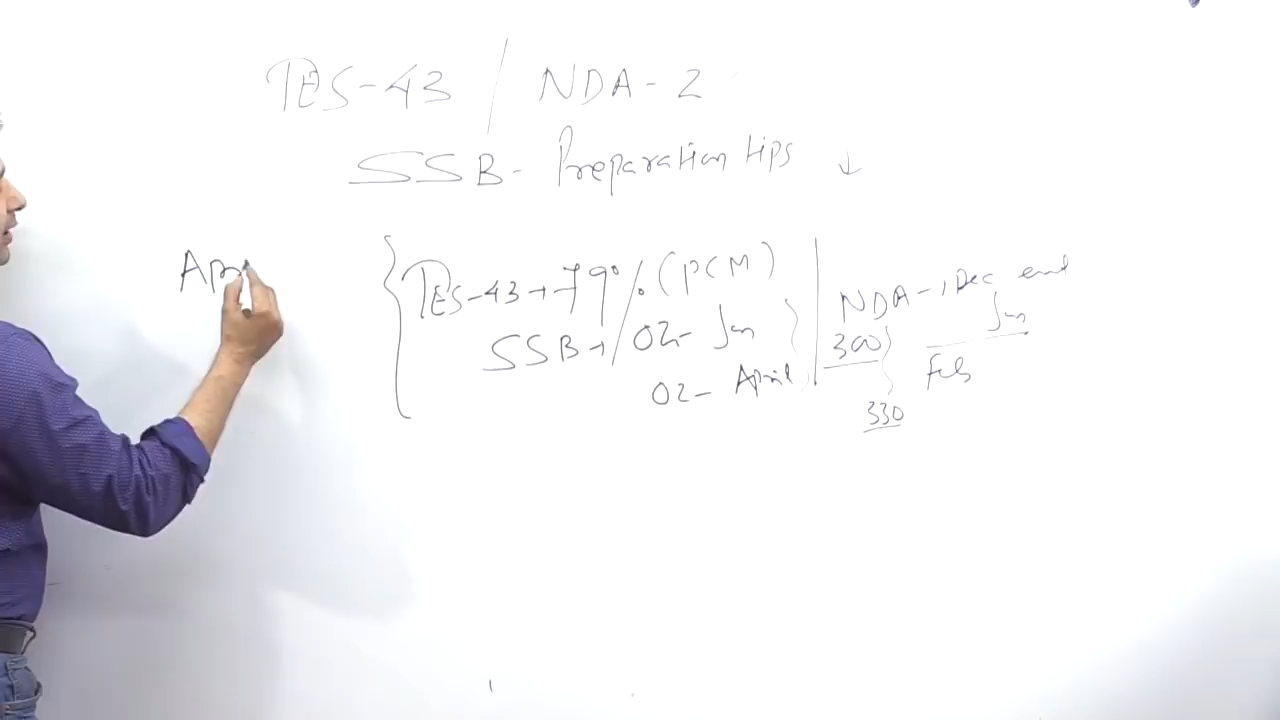 TES-43 / NDA-2
SSB- Preparation tips ↓
Apri
{ TES-43 → 79% (PCM)
SSB → / 02- Jan }
02- April
NDA → Dec end
300 } Jan
Feb
330